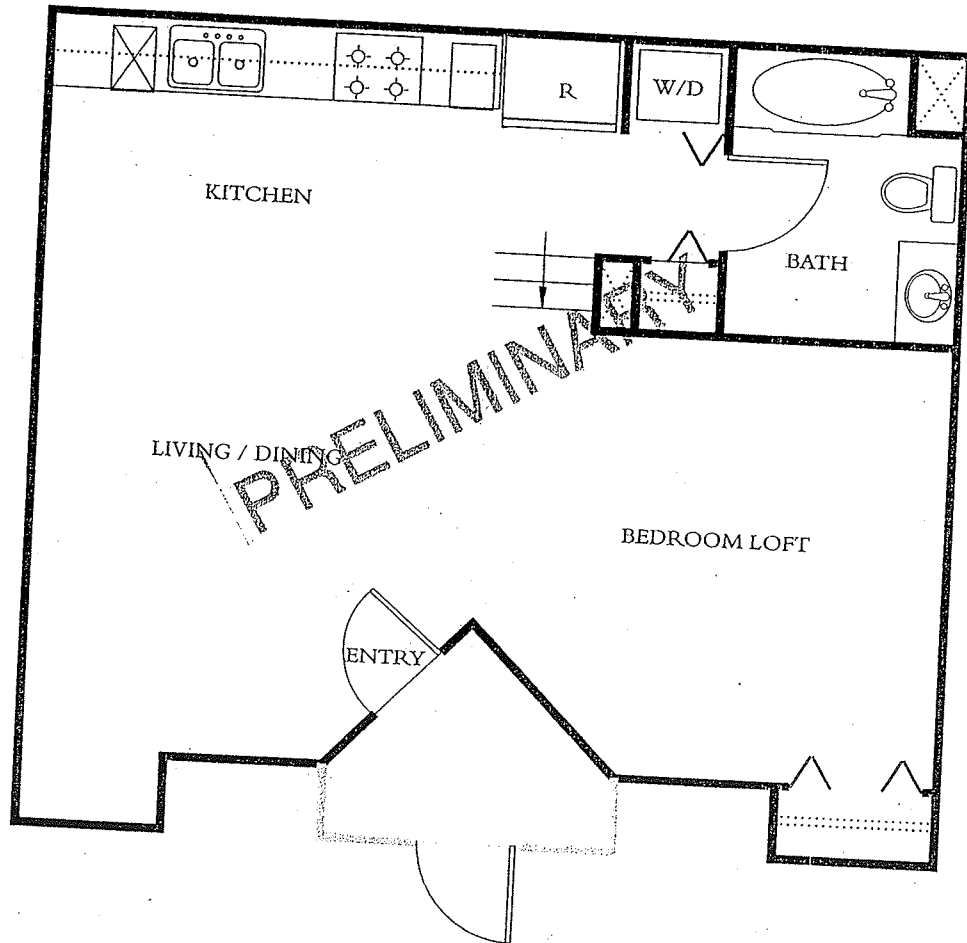 R
W/D
KITCHEN
BATH
PRELIMINARY
LIVING / DINING
BEDROOM LOFT
ENTRY